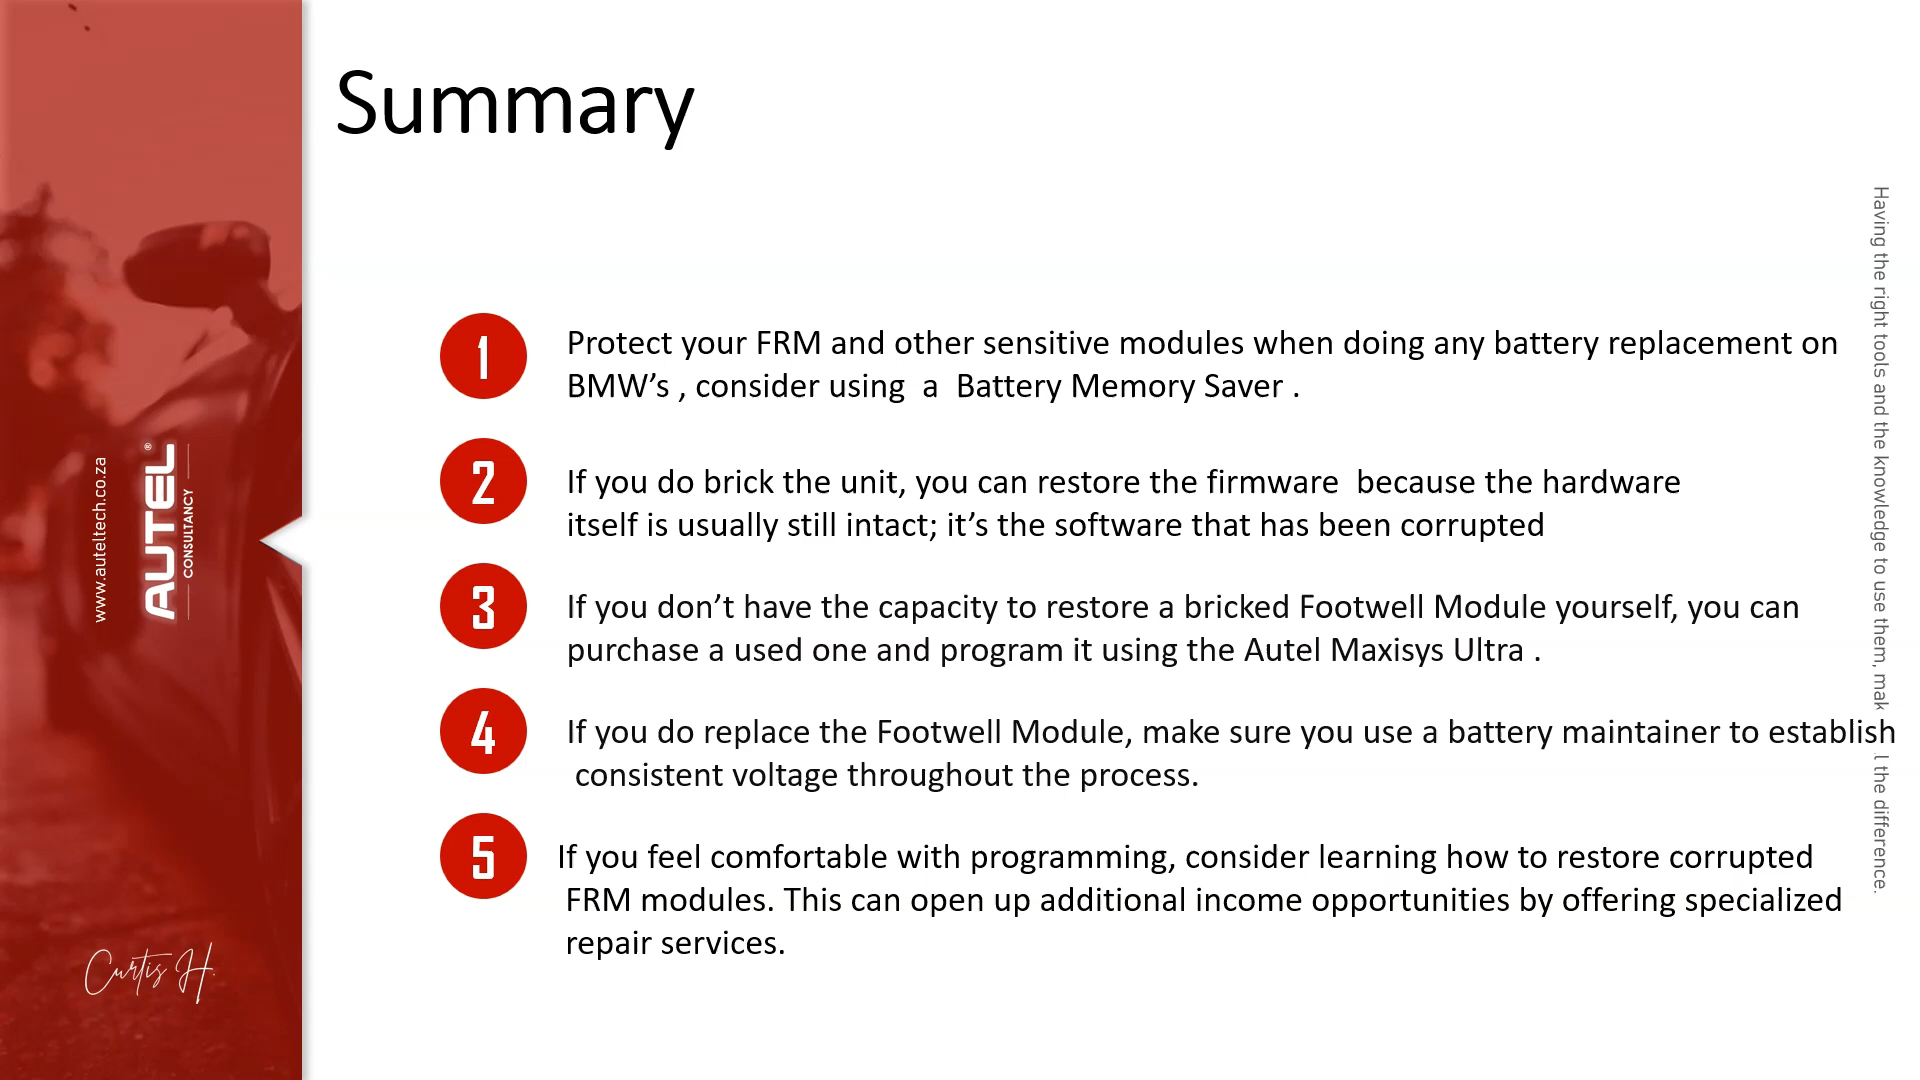 Summary
1
Protect your FRM and other sensitive modules when doing any battery replacement on
BMW’s , consider using  a  Battery Memory Saver .
2
If you do brick the unit, you can restore the firmware  because the hardware
itself is usually still intact; it’s the software that has been corrupted
3
If you don’t have the capacity to restore a bricked Footwell Module yourself, you can
purchase a used one and program it using the Autel Maxisys Ultra .
4
If you do replace the Footwell Module, make sure you use a battery maintainer to establish
consistent voltage throughout the process.
5
If you feel comfortable with programming, consider learning how to restore corrupted
FRM modules. This can open up additional income opportunities by offering specialized
repair services.
www.auteltech.co.za
AUTEL®
CONSULTANCY
Curtis H.
Having the right tools and the knowledge to use them, mak l the difference.